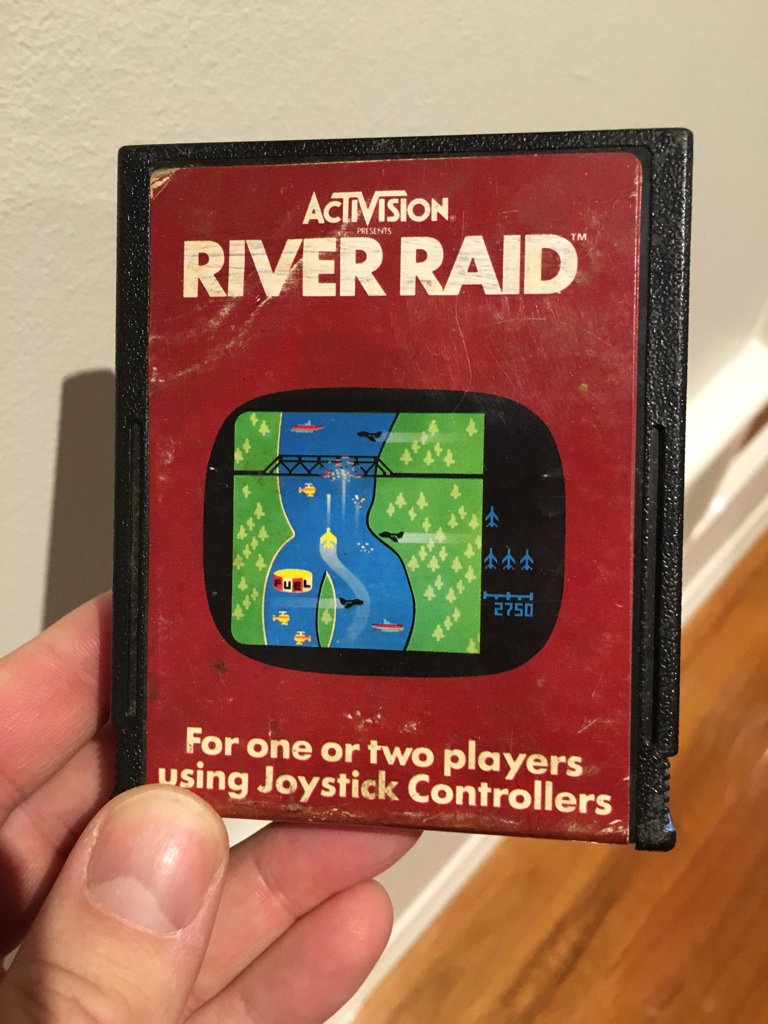 ACTIVISION®
PRESENTS
RIVER RAID™
FUEL
2750
For one or two players
using Joystick Controllers